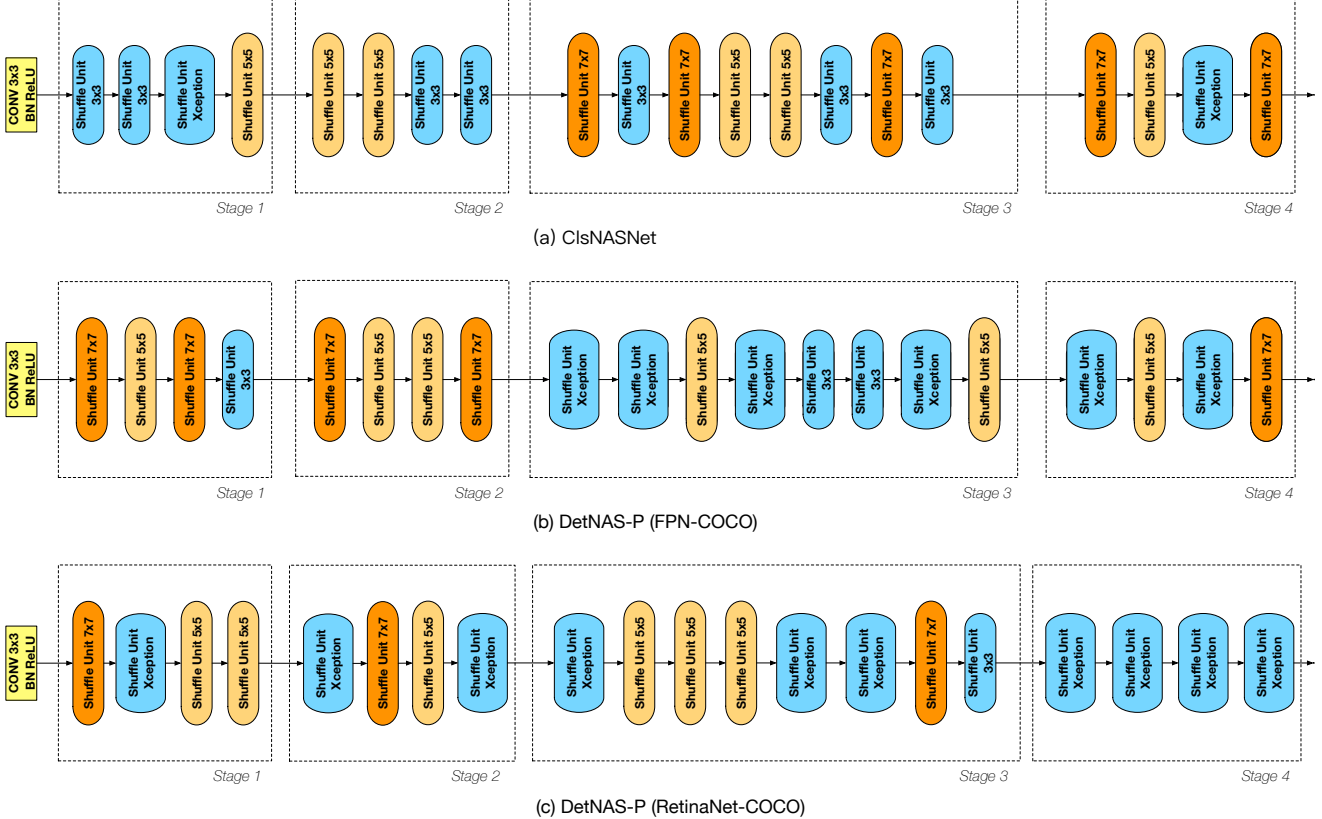 CONV 3x3
BN ReLU
Shuffle Unit
3x3
Shuffle Unit
3x3
Shuffle Unit
Xception
Shuffle Unit 5x5
Stage 1
Shuffle Unit 5x5
Shuffle Unit 5x5
Shuffle Unit
3x3
Shuffle Unit
3x3
Stage 2
Shuffle Unit 7x7
Shuffle Unit
3x3
Shuffle Unit 7x7
Shuffle Unit 5x5
Shuffle Unit 5x5
Shuffle Unit
3x3
Shuffle Unit 7x7
Shuffle Unit
3x3
Stage 3
Shuffle Unit 7x7
Shuffle Unit 5x5
Shuffle Unit
Xception
Shuffle Unit 7x7
Stage 4
(a) ClsNASNet
CONV 3x3
BN ReLU
Shuffle Unit 7x7
Shuffle Unit 5x5
Shuffle Unit 7x7
Shuffle Unit
3x3
Stage 1
Shuffle Unit 7x7
Shuffle Unit 5x5
Shuffle Unit 5x5
Shuffle Unit 7x7
Stage 2
Shuffle Unit
Xception
Shuffle Unit
Xception
Shuffle Unit 5x5
Shuffle Unit
Xception
Shuffle Unit
3x3
Shuffle Unit
3x3
Shuffle Unit
Xception
Shuffle Unit 5x5
Stage 3
Shuffle Unit
Xception
Shuffle Unit 5x5
Shuffle Unit
Xception
Shuffle Unit 7x7
Stage 4
(b) DetNAS-P (FPN-COCO)
CONV 3x3
BN ReLU
Shuffle Unit 7x7
Shuffle Unit
Xception
Shuffle Unit 5x5
Shuffle Unit 5x5
Stage 1
Shuffle Unit
Xception
Shuffle Unit 7x7
Shuffle Unit 5x5
Shuffle Unit
Xception
Stage 2
Shuffle Unit
Xception
Shuffle Unit 5x5
Shuffle Unit 5x5
Shuffle Unit 5x5
Shuffle Unit
Xception
Shuffle Unit
Xception
Shuffle Unit 7x7
Shuffle Unit
3x3
Stage 3
Shuffle Unit
Xception
Shuffle Unit
Xception
Shuffle Unit
Xception
Shuffle Unit
Xception
Stage 4
(c) DetNAS-P (RetinaNet-COCO)